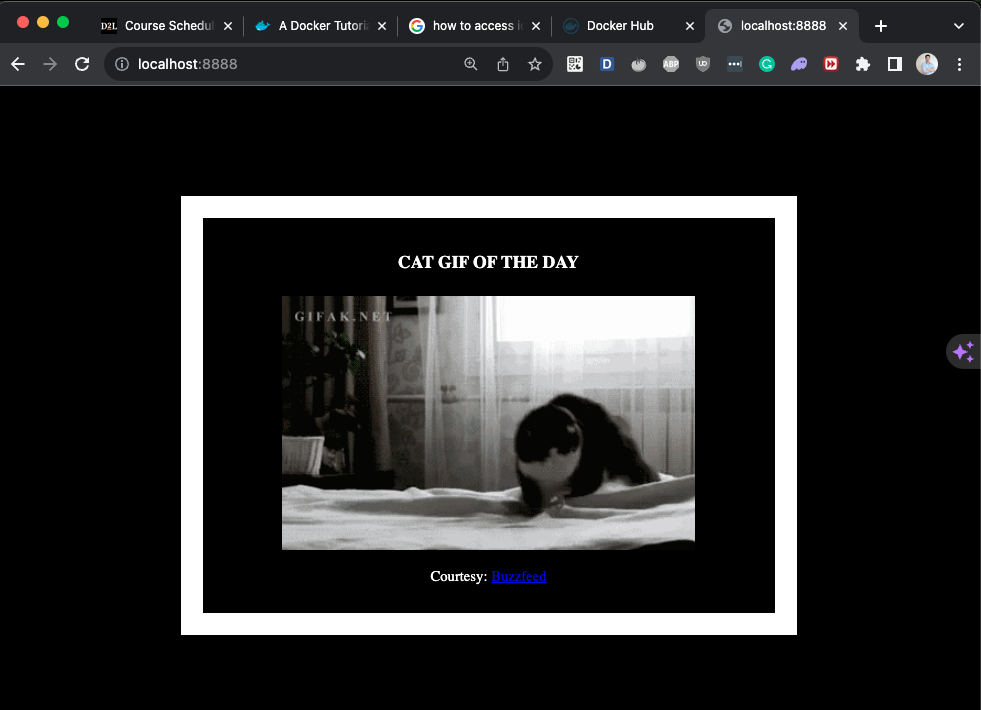 D2L Course Schedul
A Docker Tutoria
how to access i
Docker Hub
localhost:8888
localhost:8888
D
ABP
UD
G
CAT GIF OF THE DAY
GIFAK.NET
Courtesy: Buzzfeed